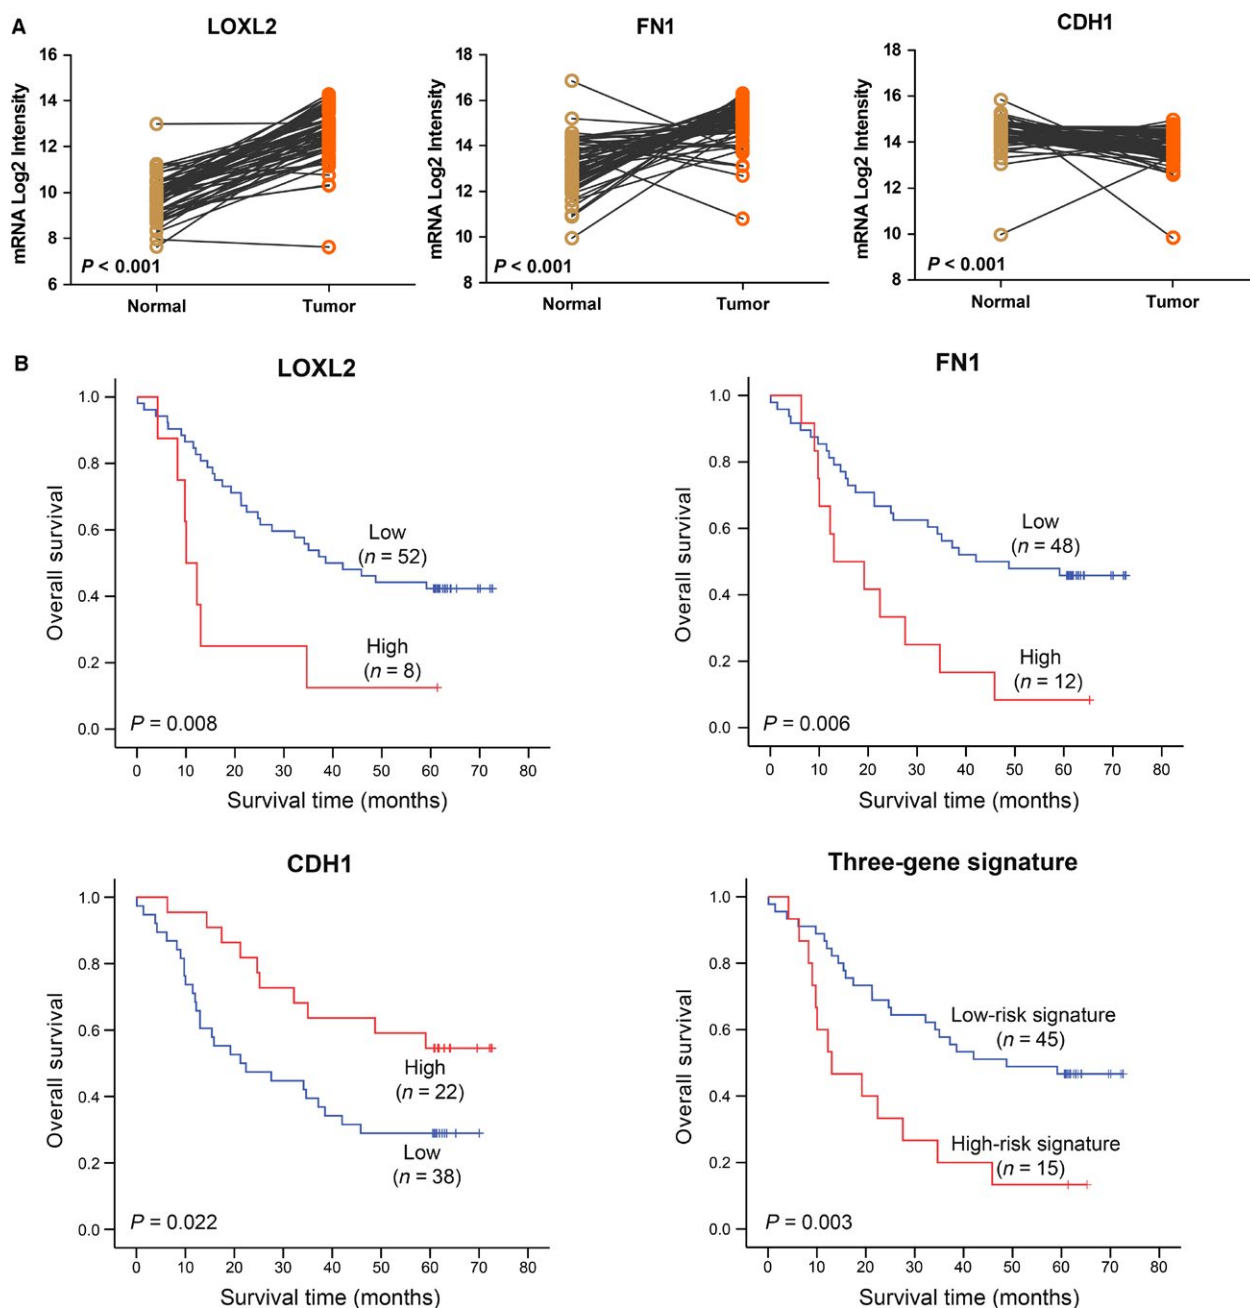 A
LOXL2
mRNA Log2 Intensity
16
14
12
10
8
6
P < 0.001
Normal Tumor
FN1
mRNA Log2 Intensity
18
16
14
12
10
8
P < 0.001
Normal Tumor
CDH1
mRNA Log2 Intensity
18
16
14
12
10
8
P < 0.001
Normal Tumor
B
LOXL2
Overall survival
1.0
0.8
0.6
0.4
0.2
0.0
Low
(n = 52)
High
(n = 8)
P = 0.008
0 10 20 30 40 50 60 70 80
Survival time (months)
FN1
Overall survival
1.0
0.8
0.6
0.4
0.2
0.0
Low
(n = 48)
High
(n = 12)
P = 0.006
0 10 20 30 40 50 60 70 80
Survival time (months)
CDH1
Overall survival
1.0
0.8
0.6
0.4
0.2
0.0
High
(n = 22)
Low
(n = 38)
P = 0.022
0 10 20 30 40 50 60 70 80
Survival time (months)
Three-gene signature
Overall survival
1.0
0.8
0.6
0.4
0.2
0.0
Low-risk signature
(n = 45)
High-risk signature
(n = 15)
P = 0.003
0 10 20 30 40 50 60 70 80
Survival time (months)